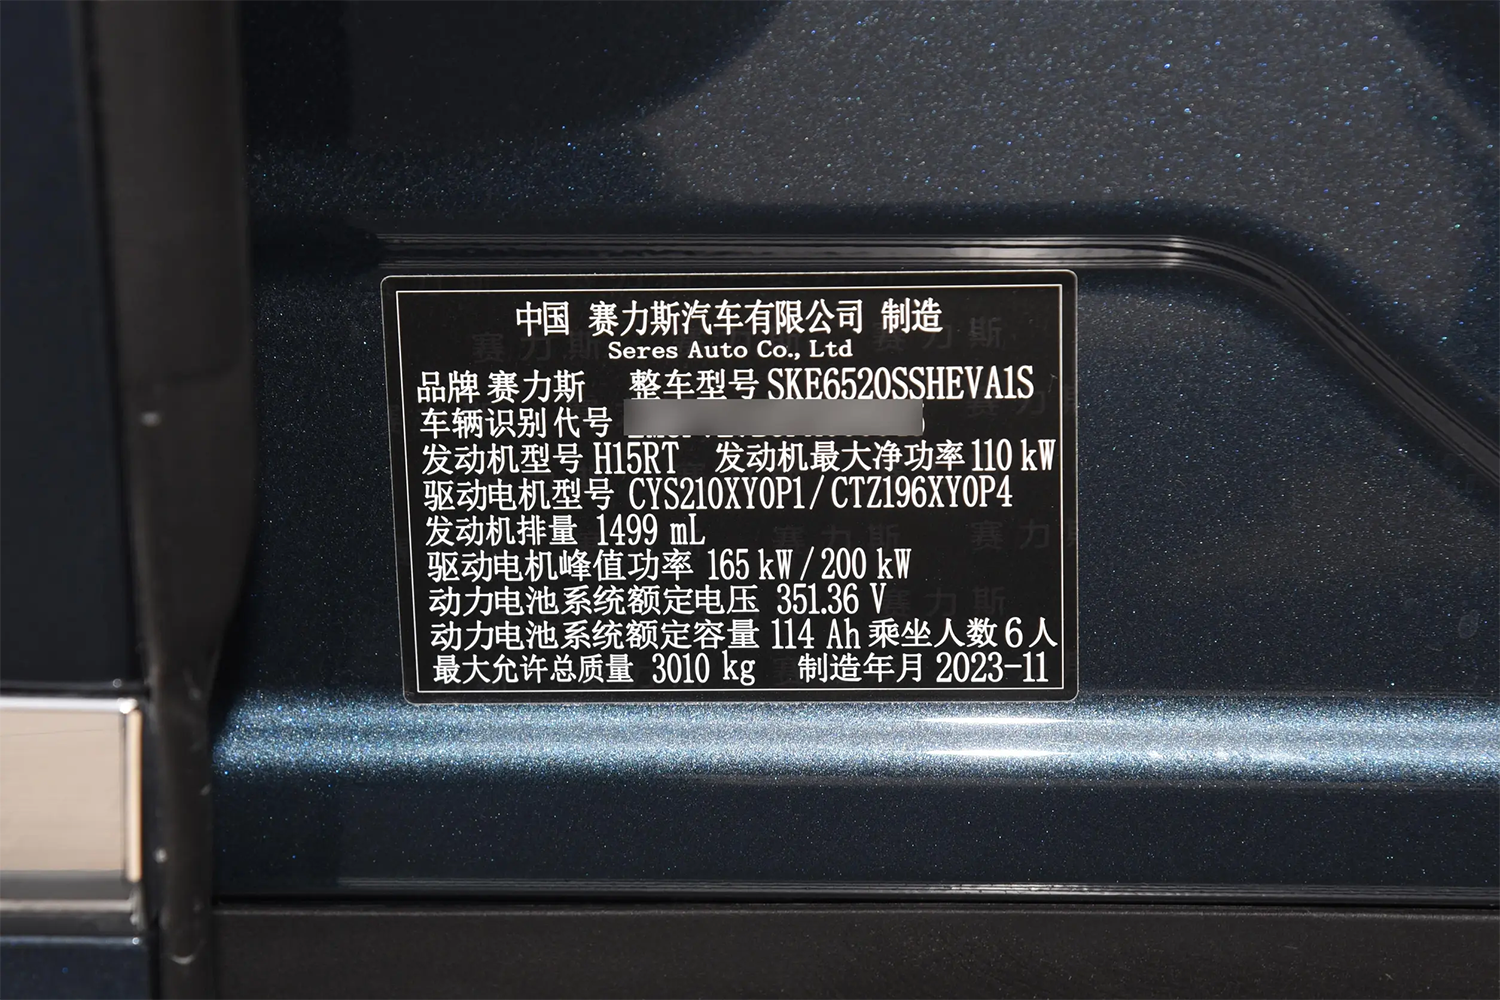 中国 赛力斯汽车有限公司 制造
Seres Auto Co., Ltd
品牌 赛力斯 整车型号 SKE6520SSHEVA1S
车辆识别代号
发动机型号 H15RT 发动机最大净功率 110 kW
驱动电机型号 CYS210XY0P1/CTZ196XY0P4
发动机排量 1499 mL
驱动电机峰值功率 165 kW/200 kW
动力电池系统额定电压 351.36 V
动力电池系统额定容量 114 Ah 乘坐人数 6 人
最大允许总质量 3010 kg 制造年月 2023-11